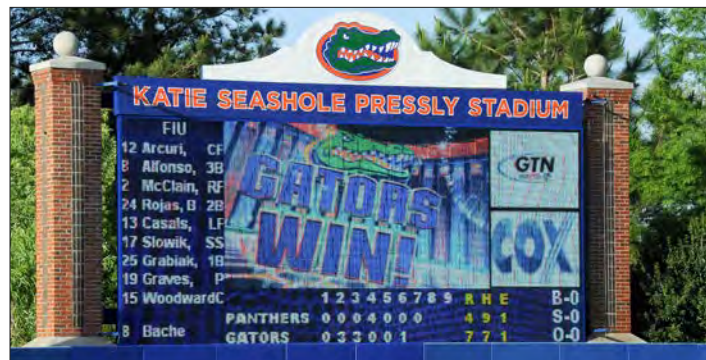 KATIE SEASHOLE PRESSLY STADIUM
FIU
12 Arcuri, CF
8 Alfonso, 3B
2 McClain, RF
24 Rojas, B 2B
13 Casals, LF
17 Slowik, SS
25 Grabiak, 1B
19 Graves, P
15 WoodwardC
8 Bache
GATORS
WIN!
GTN
COX
1 2 3 4 5 6 7 8 9 R H E B-0
PANTHERS 0 0 0 4 0 0 0 4 9 1 S-0
GATORS 0 3 3 0 0 1 7 7 1 O-0